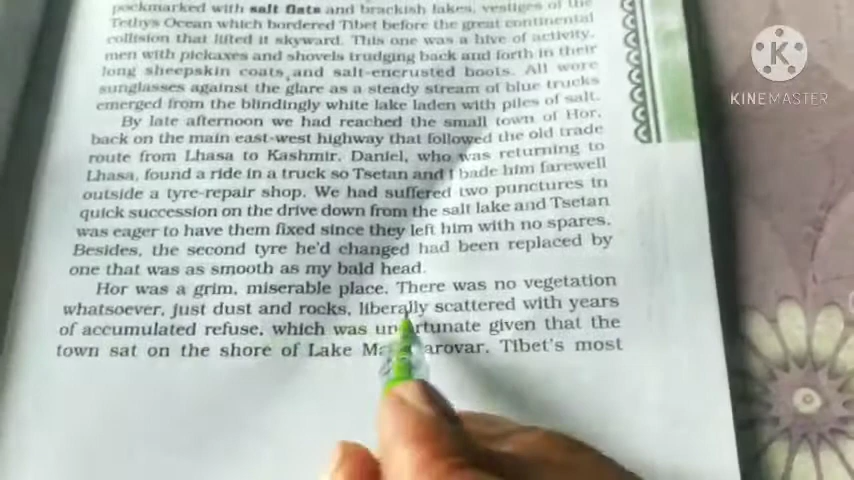 pockmarked with salt flats and brackish lakes, vestiges of the
Tethys Ocean which bordered Tibet before the great continental
collision that lifted it skyward. This one was a hive of activity,
men with pickaxes and shovels trudging back and forth in their
long sheepskin coats and salt-encrusted boots. All wore
sunglasses against the glare as a steady stream of blue trucks
emerged from the blindingly white lake laden with piles of salt.
By late afternoon we had reached the small town of Hor,
back on the main east-west highway that followed the old trade
route from Lhasa to Kashmir. Daniel, who was returning to
Lhasa, found a ride in a truck so Tsetan and I bade him farewell
outside a tyre-repair shop. We had suffered two punctures in
quick succession on the drive down from the salt lake and Tsetan
was eager to have them fixed since they left him with no spares.
Besides, the second tyre he'd changed had been replaced by
one that was as smooth as my bald head.
Hor was a grim, miserable place. There was no vegetation
whatsoever, just dust and rocks, liberally scattered with years
of accumulated refuse, which was unfortunate given that the
town sat on the shore of Lake Tibet's most
K
KINEMASTER